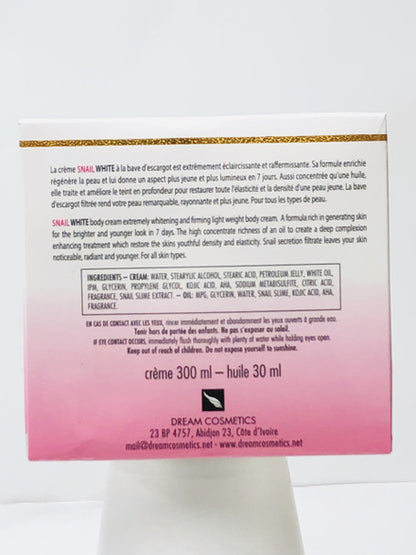 La crème SNAIL WHITE à la bave d'escargot est extrêmement éclaircissante et raffermissante. Sa formule enrichie
régénère la peau et lui donne un aspect plus jeune et plus lumineux en 7 jours. Aussi concentrée qu'une huile,
elle traite et améliore le teint en profondeur pour restaurer toute l'élasticité et la densité d'une peau jeune. La bave
d'escargot filtrée rend votre peau remarquable, rayonnante et plus jeune. Pour tous les types de peau.
SNAIL WHITE body cream extremely whitening and firming light weight body cream. A formula rich in generating skin
for the brighter and younger look in 7 days. The high concentrate richness of an oil to create a deep complexion
enhancing treatment which restore the skins youthful density and elasticity. Snail secretion filtrate leaves your skin
noticeable, radiant and younger. For all skin types.
INGREDIENTS – CREAM: WATER, STEARYLIC ALCOHOL, STEARIC ACID, PETROLEUM JELLY, WHITE OIL,
IPM, GLYCERIN, PROPYLENE GLYCOL, KOJIC ACID, AHA, SODIUM METABISULFITE, CITRIC ACID,
FRAGRANCE, SNAIL SLIME EXTRACT. – OIL: MPG, GLYCERIN, WATER, SNAIL SLIME, KOJIC ACID, AHA,
FRAGRANCE.
EN CAS DE CONTACT AVEC LES YEUX, rincer immédiatement et abondamment les yeux ouverts à grande eau.
Tenir hors de portée des enfants. Ne pas s'exposer au soleil.
IF EYE CONTACT OCCURS, immediately flush thoroughly with plenty of water while holding eyes open.
Keep out of reach of children. Do not expose yourself to sunshine.
crème 300 ml – huile 30 ml
DREAM COSMETICS
23 BP 4757, Abidjan 23, Côte d'Ivoire
mail@dreamcosmetics.net - www.dreamcosmetics.net